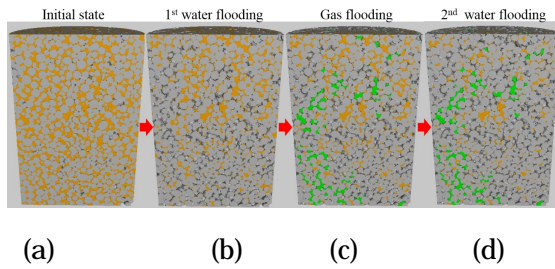 Initial state
1st water flooding
Gas flooding
2nd water flooding
(a)
(b)
(c)
(d)